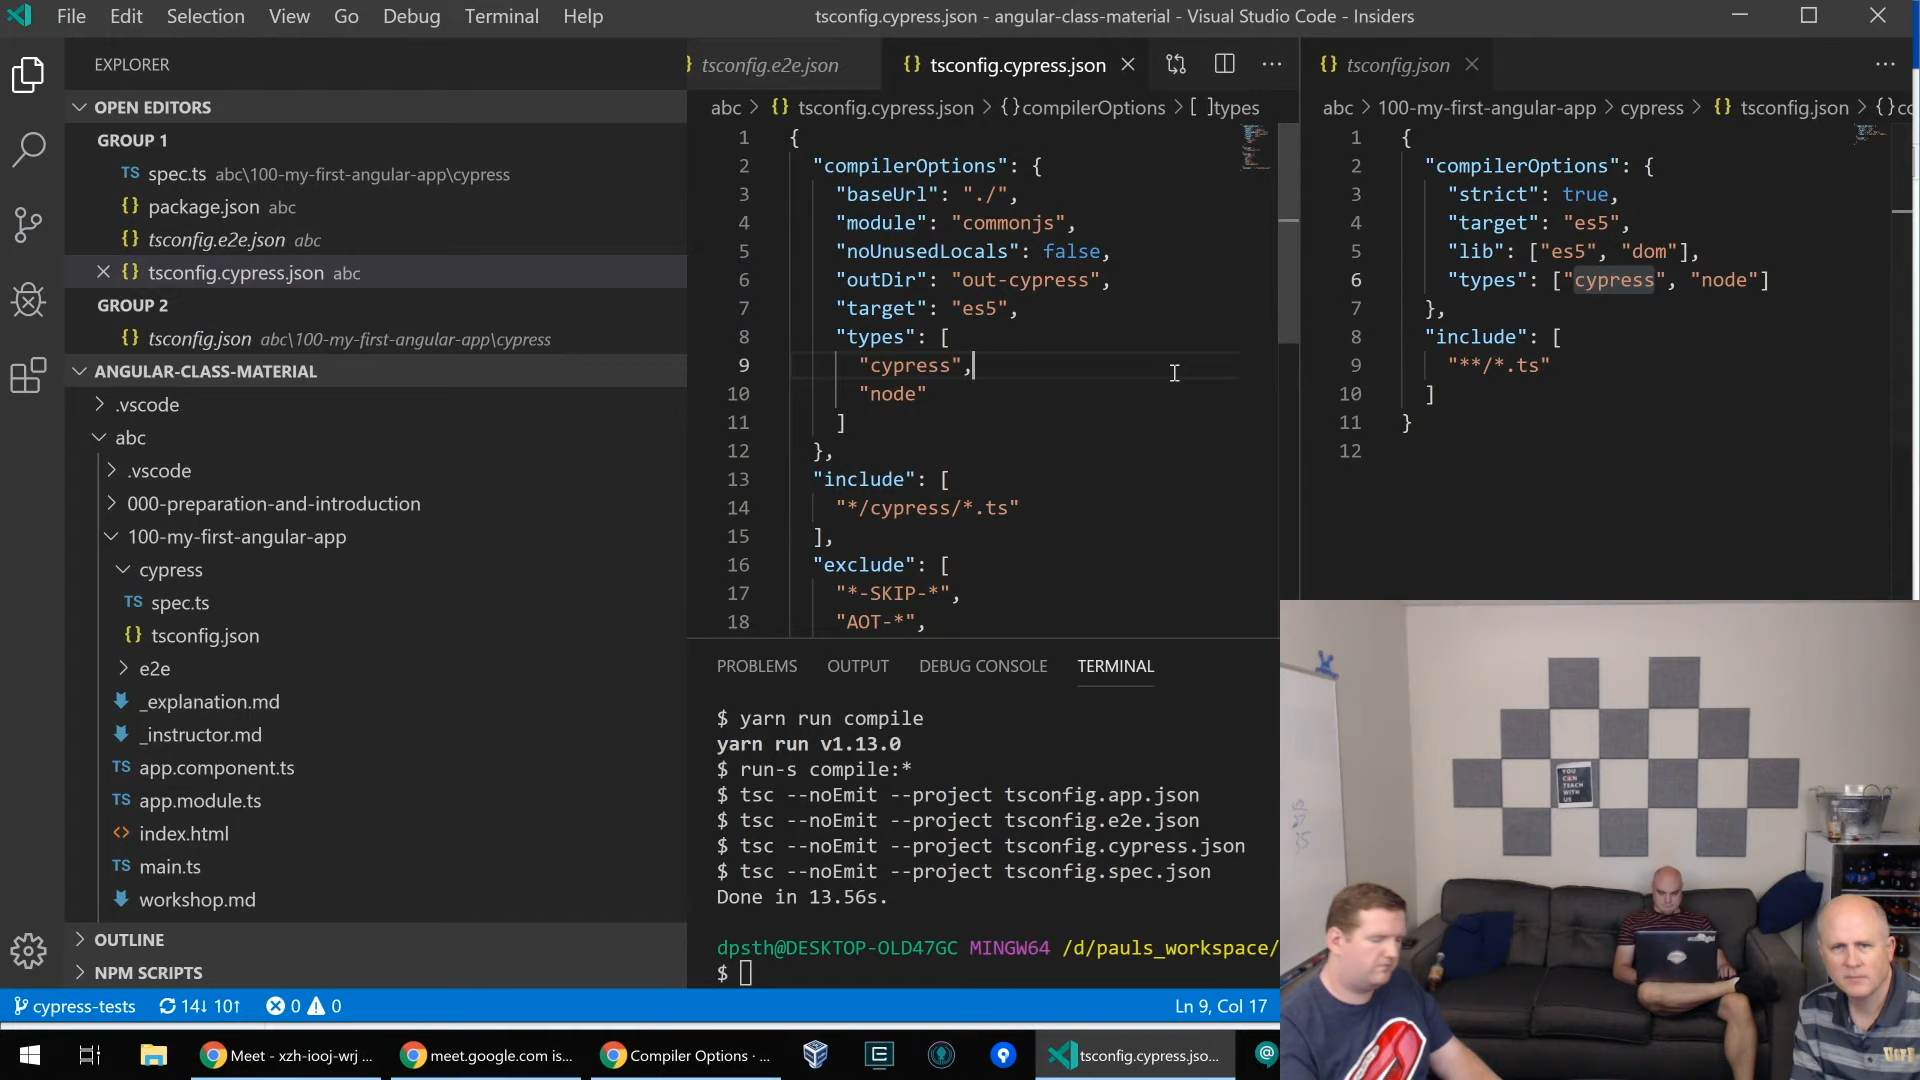 File Edit Selection View Go Debug Terminal Help
tsconfig.cypress.json - angular-class-material - Visual Studio Code - Insiders
EXPLORER
OPEN EDITORS
GROUP 1
TS spec.ts abc\100-my-first-angular-app\cypress
{} package.json abc
{} tsconfig.e2e.json abc
{} tsconfig.cypress.json abc
GROUP 2
{} tsconfig.json abc\100-my-first-angular-app\cypress
ANGULAR-CLASS-MATERIAL
.vscode
abc
.vscode
000-preparation-and-introduction
100-my-first-angular-app
cypress
TS spec.ts
{} tsconfig.json
e2e
_explanation.md
_instructor.md
TS app.component.ts
TS app.module.ts
<> index.html
TS main.ts
workshop.md
OUTLINE
NPM SCRIPTS
tsconfig.e2e.json
{} tsconfig.cypress.json
abc > {} tsconfig.cypress.json > {} compilerOptions > [ ] types
1 {
2 "compilerOptions": {
3 "baseUrl": "./",
4 "module": "commonjs",
5 "noUnusedLocals": false,
6 "outDir": "out-cypress",
7 "target": "es5",
8 "types": [
9 "cypress",
10 "node"
11 ]
12 },
13 "include": [
14 "*/cypress/*.ts"
15 ],
16 "exclude": [
17 "*-SKIP-*",
18 "AOT-*",
{} tsconfig.json
abc > 100-my-first-angular-app > cypress > {} tsconfig.json > {} co
1 {
2 "compilerOptions": {
3 "strict": true,
4 "target": "es5",
5 "lib": ["es5", "dom"],
6 "types": ["cypress", "node"]
7 },
8 "include": [
9 "**/*.ts"
10 ]
11 }
12
PROBLEMS OUTPUT DEBUG CONSOLE TERMINAL
$ yarn run compile
yarn run v1.13.0
$ run-s compile:*
$ tsc --noEmit --project tsconfig.app.json
$ tsc --noEmit --project tsconfig.e2e.json
$ tsc --noEmit --project tsconfig.cypress.json
$ tsc --noEmit --project tsconfig.spec.json
Done in 13.56s.
dpsth@DESKTOP-OLD47GC MINGW64 /d/pauls_workspace/
$
YOU
CAN
TEACH
WITH
US
cypress-tests 14↓ 10↑ 0 0
Ln 9, Col 17
Meet - xzh-iooj-wrj ...
meet.google.com is...
Compiler Options · ...
tsconfig.cypress.jso...